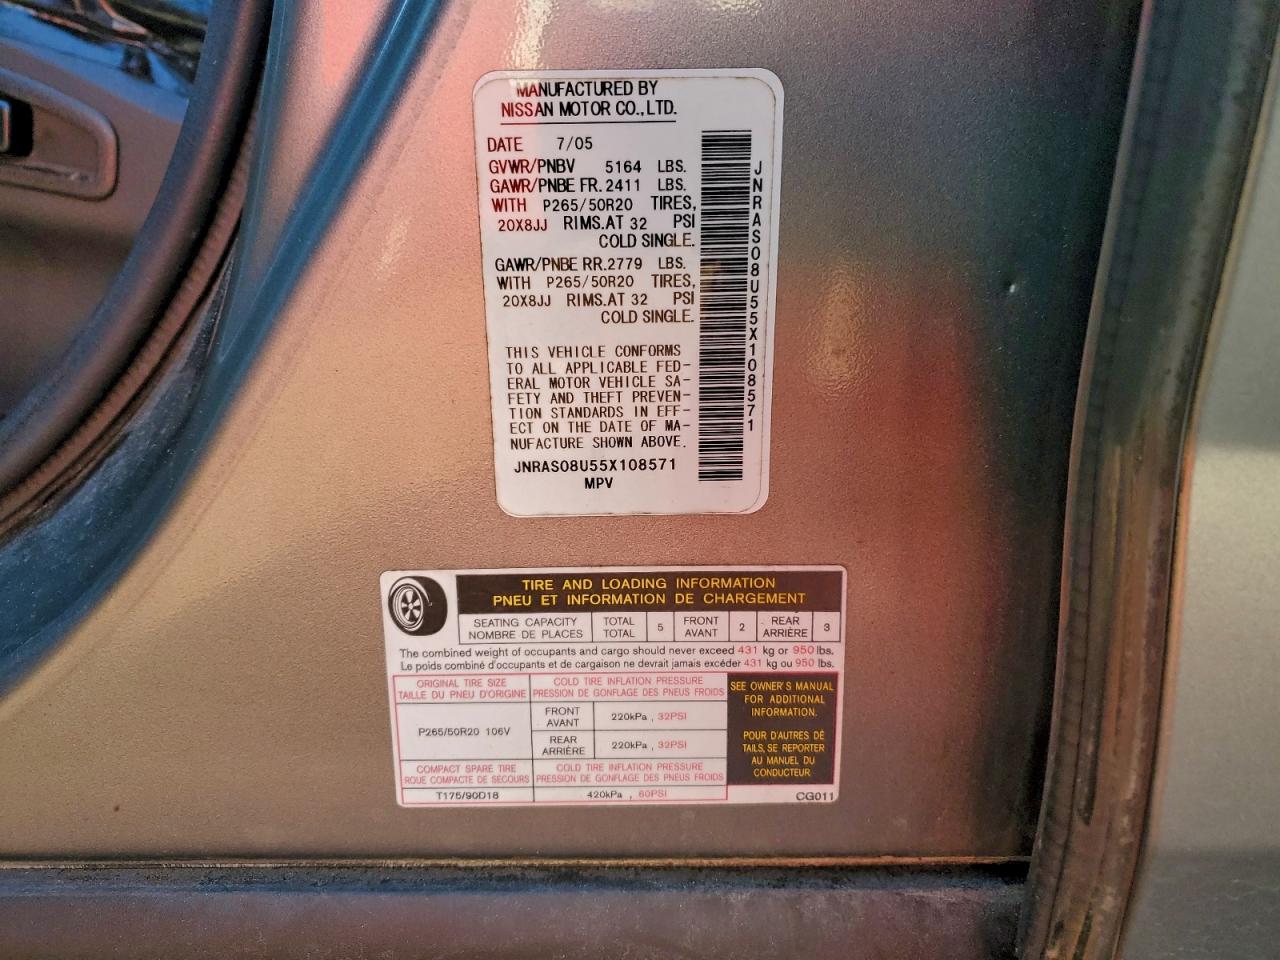 MANUFACTURED BY
NISSAN MOTOR CO.,LTD.
DATE 7/05
GVWR/PNBV 5164 LBS.
GAWR/PNBE FR. 2411 LBS.
WITH P265/50R20 TIRES,
20X8JJ RIMS.AT 32 PSI
COLD SINGLE.
GAWR/PNBE RR. 2779 LBS.
WITH P265/50R20 TIRES,
20X8JJ RIMS.AT 32 PSI
COLD SINGLE.
THIS VEHICLE CONFORMS
TO ALL APPLICABLE FED-
ERAL MOTOR VEHICLE SA-
FETY AND THEFT PREVEN-
TION STANDARDS IN EFF-
ECT ON THE DATE OF MA-
NUFACTURE SHOWN ABOVE.
JNRAS08U55X108571
MPV
JNRAS08U55X108571
TIRE AND LOADING INFORMATION
PNEU ET INFORMATION DE CHARGEMENT
SEATING CAPACITY TOTAL 5 FRONT 2 REAR 3
NOMBRE DE PLACES TOTAL AVANT ARRIÈRE
The combined weight of occupants and cargo should never exceed 431 kg or 950 lbs.
Le poids combiné d'occupants et de cargaison ne devrait jamais excéder 431 kg ou 950 lbs.
ORIGINAL TIRE SIZE COLD TIRE INFLATION PRESSURE
TAILLE DU PNEU D'ORIGINE PRESSION DE GONFLAGE DES PNEUS FROIDS
P265/50R20 106V
FRONT
AVANT
220kPa , 32PSI
REAR
ARRIÈRE
220kPa , 32PSI
COMPACT SPARE TIRE COLD TIRE INFLATION PRESSURE
ROUE COMPACTE DE SECOURS PRESSION DE GONFLAGE DES PNEUS FROIDS
T175/90D18 420kPa , 60PSI
SEE OWNER'S MANUAL
FOR ADDITIONAL
INFORMATION.
POUR D'AUTRES DÉ
TAILS, SE REPORTER
AU MANUEL DU
CONDUCTEUR
CG011